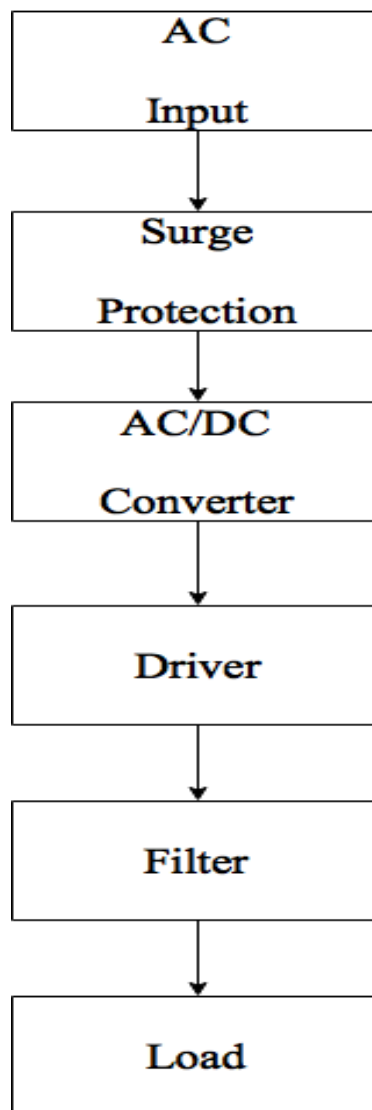 AC
Input
Surge
Protection
AC/DC
Converter
Driver
Filter
Load